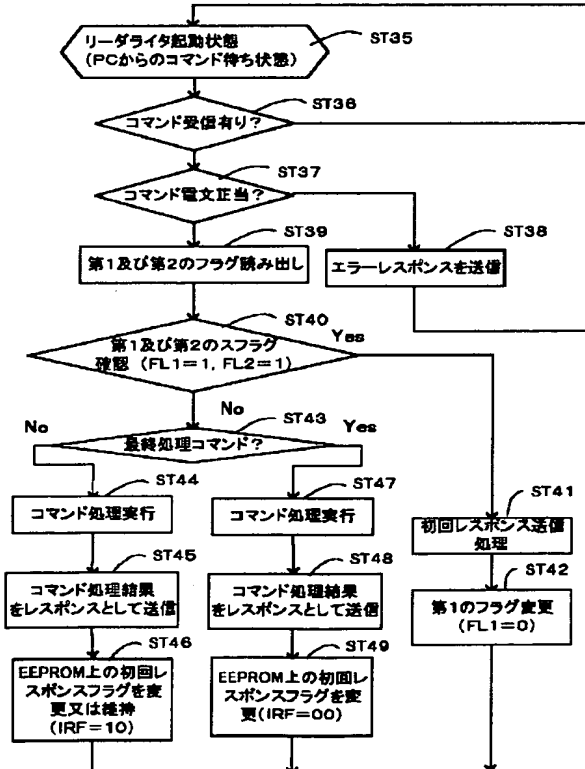 リーダライタ起動状態
(PCからのコマンド待ち状態)
ST35
ST36
コマンド受信有り?
ST37
コマンド電文正当?
ST39
第1及び第2のフラグ読み出し
ST38
エラーレスポンスを送信
ST40
Yes
第1及び第2のスフラグ
確認 (FL1=1, FL2=1)
No
No
ST43
Yes
最終処理コマンド?
ST44
コマンド処理実行
ST47
コマンド処理実行
ST41
初回レスポンス送信
処理
ST45
コマンド処理結果
をレスポンスとして送信
ST48
コマンド処理結果
をレスポンスとして送信
ST42
第1のフラグ変更
(FL1=0)
ST46
EEPROM上の初回レ
スポンスフラグを変
更又は維持
(IRF=10)
ST49
EEPROM上の初回レ
スポンスフラグを変
更(IRF=00)